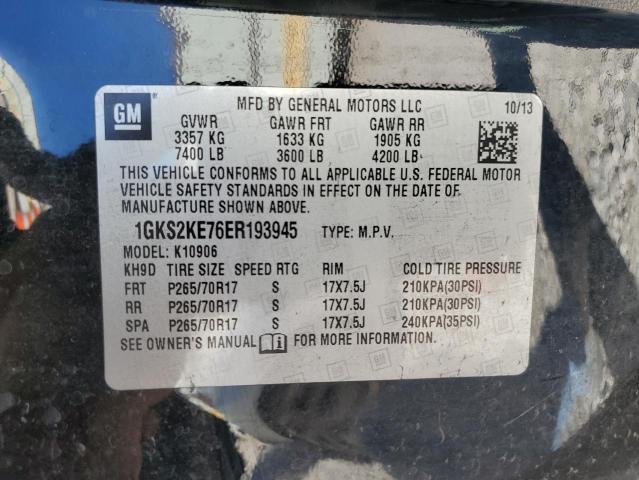 GM
MFD BY GENERAL MOTORS LLC 10/13
GVWR GAWR FRT GAWR RR
3357 KG 1633 KG 1905 KG
7400 LB 3600 LB 4200 LB
THIS VEHICLE CONFORMS TO ALL APPLICABLE U.S. FEDERAL MOTOR
VEHICLE SAFETY STANDARDS IN EFFECT ON THE DATE OF
MANUFACTURE SHOWN ABOVE.
1GKS2KE76ER193945 TYPE: M.P.V.
MODEL: K10906
KH9D TIRE SIZE SPEED RTG RIM COLD TIRE PRESSURE
FRT P265/70R17 S 17X7.5J 210KPA(30PSI)
RR P265/70R17 S 17X7.5J 210KPA(30PSI)
SPA P265/70R17 S 17X7.5J 240KPA(35PSI)
SEE OWNER'S MANUAL FOR MORE INFORMATION.